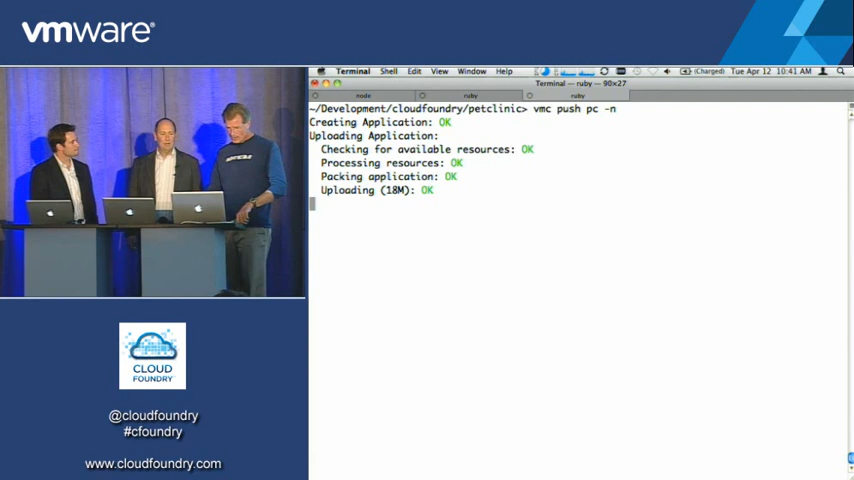 vmware®
Terminal Shell Edit View Window Help (Charged) Tue Apr 12 10:41 AM
Terminal — ruby — 90×27
node ruby ruby
~/Development/cloudfoundry/petclinic> vmc push pc -n
Creating Application: OK
Uploading Application:
Checking for available resources: OK
Processing resources: OK
Packing application: OK
Uploading (18M): OK
CLOUD
FOUNDRY
@cloudfoundry
#cfoundry
www.cloudfoundry.com